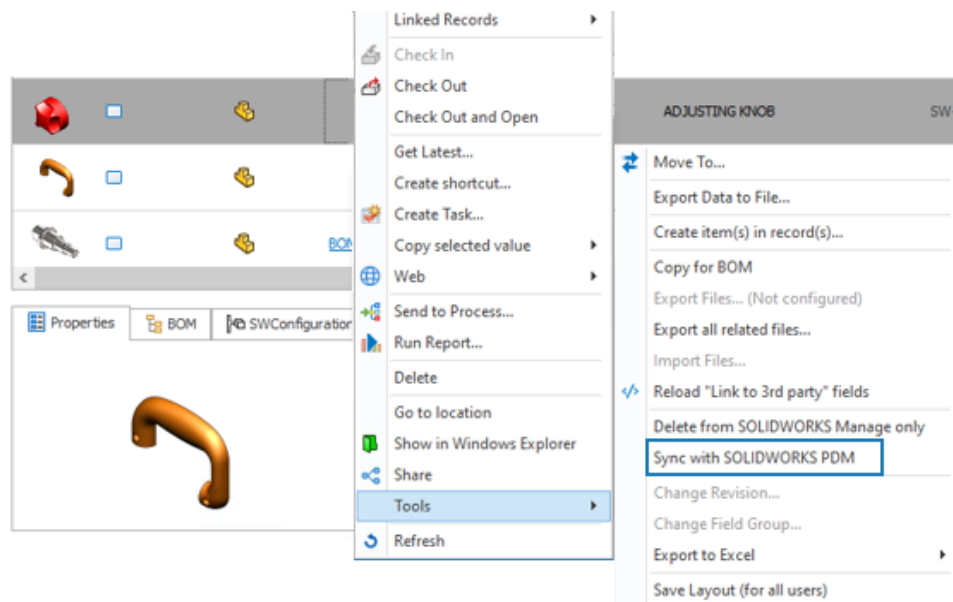 Linked Records
Check In
Check Out
Check Out and Open
Get Latest...
Create shortcut...
Create Task...
Copy selected value
Web
Send to Process...
Run Report...
Delete
Go to location
Show in Windows Explorer
Share
Tools
Refresh
ADJUSTING KNOB SW-
Move To...
Export Data to File...
Create item(s) in record(s)...
Copy for BOM
Export Files... (Not configured)
Export all related files...
Import Files...
Reload "Link to 3rd party" fields
Delete from SOLIDWORKS Manage only
Sync with SOLIDWORKS PDM
Change Revision...
Change Field Group...
Export to Excel
Save Layout (for all users)
BOM
Properties BOM SWConfiguration